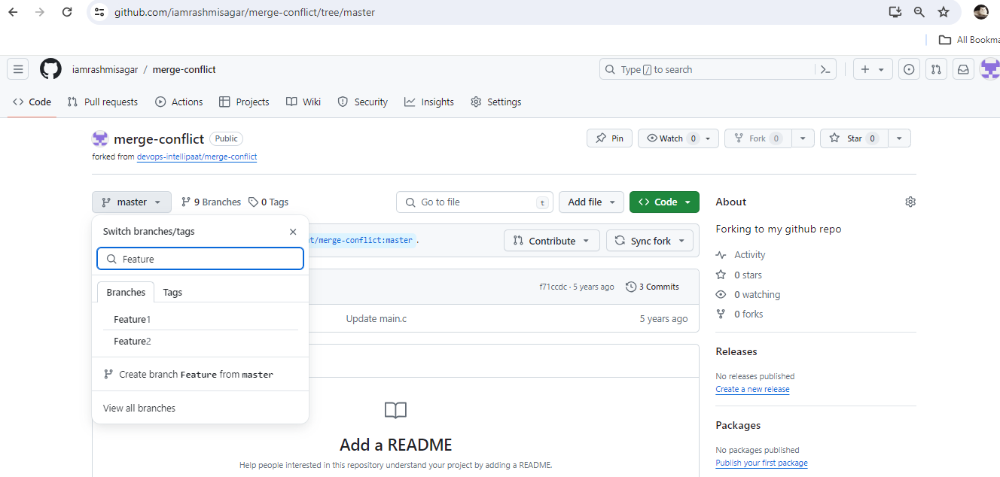 github.com/iamrashmisagar/merge-conflict/tree/master
All Bookma
iamrashmisagar / merge-conflict
Type / to search
Code Pull requests Actions Projects Wiki Security Insights Settings
merge-conflict Public
Pin Watch 0 Fork 0 Star 0
forked from devops-intellipaat/merge-conflict
master 9 Branches 0 Tags Go to file t Add file Code
Switch branches/tags
t/merge-conflict:master .
Contribute Sync fork
Feature
Branches Tags
f71ccdc · 5 years ago 3 Commits
Feature1
Update main.c 5 years ago
Feature2
Create branch Feature from master
View all branches
Add a README
Help people interested in this repository understand your project by adding a README.
About
Forking to my github repo
Activity
0 stars
0 watching
0 forks
Releases
No releases published
Create a new release
Packages
No packages published
Publish your first package